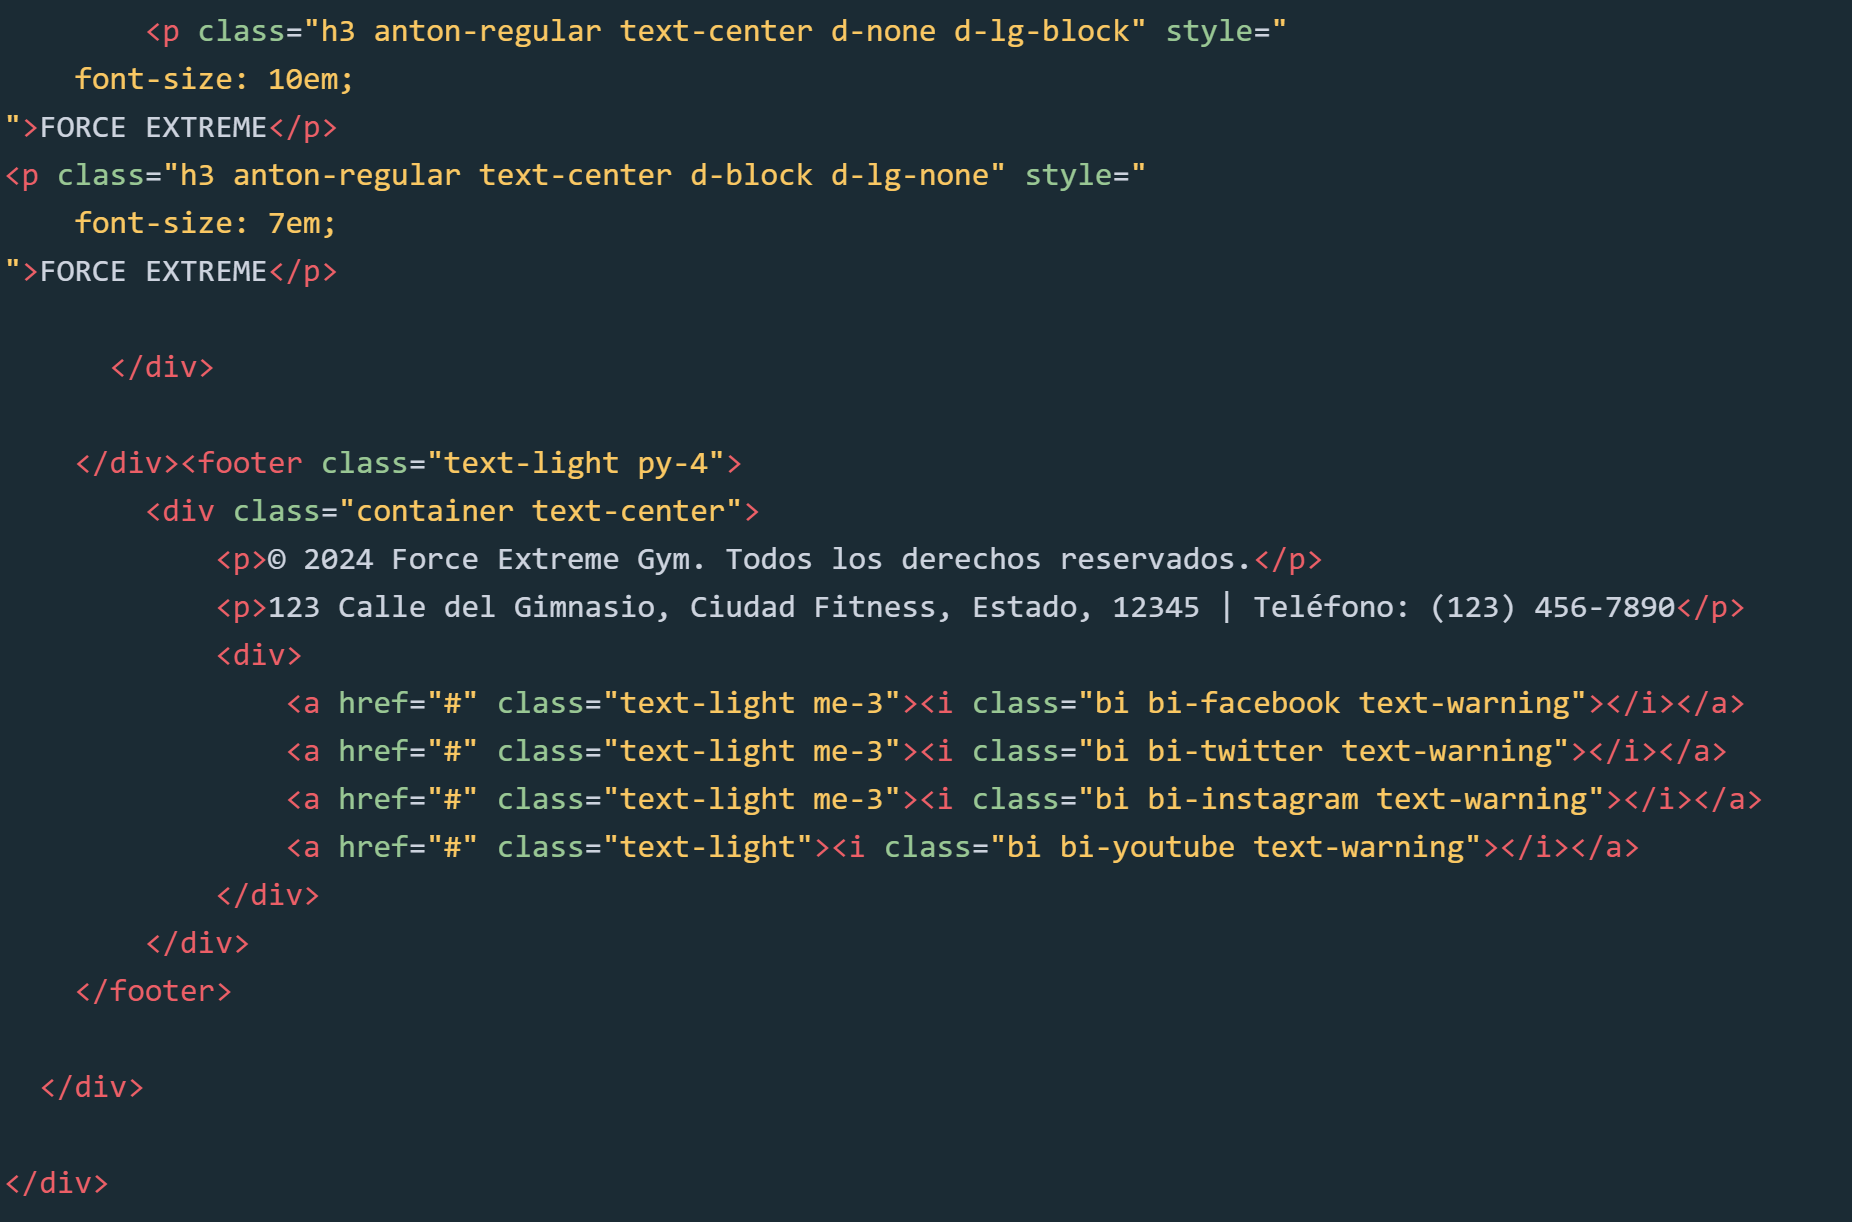 <p class="h3 anton-regular text-center d-none d-lg-block" style="
    font-size: 10em;
">FORCE EXTREME</p>
<p class="h3 anton-regular text-center d-block d-lg-none" style="
    font-size: 7em;
">FORCE EXTREME</p>

      </div>

    </div><footer class="text-light py-4">
        <div class="container text-center">
            <p>© 2024 Force Extreme Gym. Todos los derechos reservados.</p>
            <p>123 Calle del Gimnasio, Ciudad Fitness, Estado, 12345 | Teléfono: (123) 456-7890</p>
            <div>
                <a href="#" class="text-light me-3"><i class="bi bi-facebook text-warning"></i></a>
                <a href="#" class="text-light me-3"><i class="bi bi-twitter text-warning"></i></a>
                <a href="#" class="text-light me-3"><i class="bi bi-instagram text-warning"></i></a>
                <a href="#" class="text-light"><i class="bi bi-youtube text-warning"></i></a>
            </div>
        </div>
    </footer>

  </div>

</div>